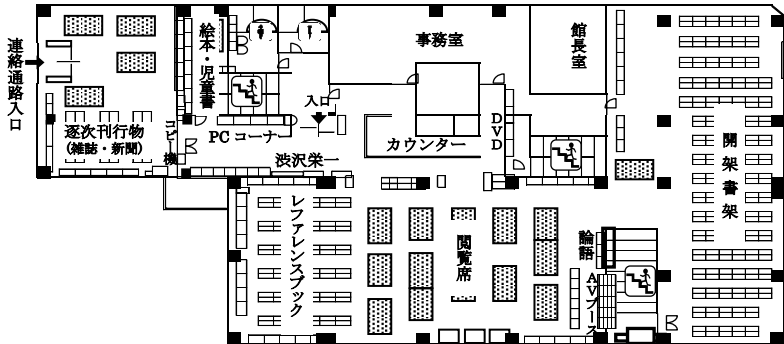 連絡通路入口
逐次刊行物
(雑誌・新聞)
コピー機
絵本・児童書
PCコーナー
入口
渋沢栄一
事務室
カウンター
DVD
館長室
開架書架
レファレンスブック
閲覧席
論語
AVブース